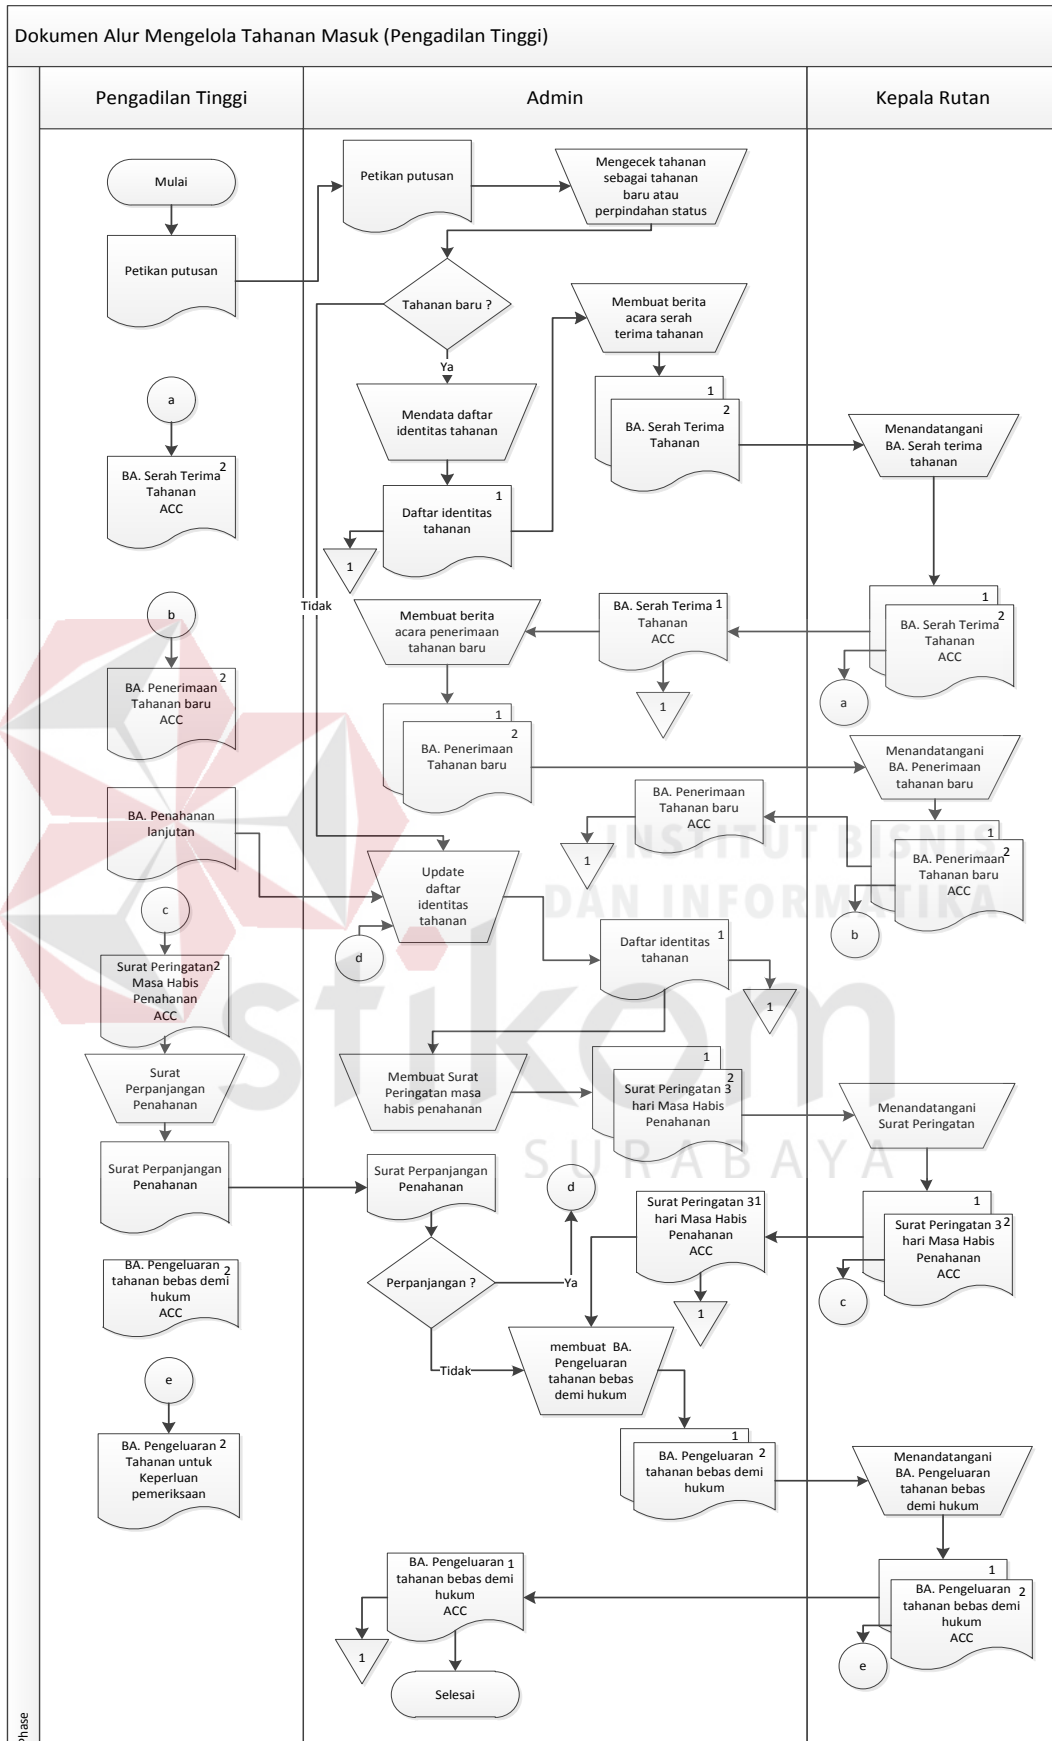 Dokumen Alur Mengelola Tahanan Masuk (Pengadilan Tinggi)
Pengadilan Tinggi
Admin
Kepala Rutan
Mulai
Petikan putusan
Petikan putusan
Mengecek tahanan
sebagai tahanan
baru atau
perpindahan status
Tahanan baru ?
Ya
Tidak
Membuat berita
acara serah
terima tahanan
Mendata daftar
identitas tahanan
1
2
BA. Serah Terima
Tahanan
Menandatangani
BA. Serah terima
tahanan
a
BA. Serah Terima 2
Tahanan
ACC
1
Daftar identitas
tahanan
1
b
Membuat berita
acara penerimaan
tahanan baru
BA. Serah Terima 1
Tahanan
ACC
1
1
BA. Serah Terima 2
Tahanan
ACC
a
BA. Penerimaan 2
Tahanan baru
ACC
1
2
BA. Penerimaan
Tahanan baru
Menandatangani
BA. Penerimaan
tahanan baru
BA. Penahanan
lanjutan
BA. Penerimaan 1
Tahanan baru
ACC
1
1
BA. Penerimaan 2
Tahanan baru
ACC
b
INSTITUT BISNIS
DAN INFORMATIKA
stikom
SURABAYA
Update
daftar
identitas
tahanan
d
c
Daftar identitas 1
tahanan
1
Surat Peringatan 2
Masa Habis
Penahanan
ACC
Surat
Perpanjangan
Penahanan
Membuat Surat
Peringatan masa
habis penahanan
1
2
Surat Peringatan 3
hari Masa Habis
Penahanan
Menandatangani
Surat Peringatan
Surat Perpanjangan
Penahanan
Surat Perpanjangan
Penahanan
d
Surat Peringatan 3 1
hari Masa Habis
Penahanan
ACC
1
1
Surat Peringatan 3 2
hari Masa Habis
Penahanan
ACC
c
Perpanjangan ?
Ya
Tidak
BA. Pengeluaran 2
tahanan bebas demi
hukum
ACC
membuat BA.
Pengeluaran
tahanan bebas
demi hukum
e
BA. Pengeluaran 2
Tahanan untuk
Keperluan
pemeriksaan
1
BA. Pengeluaran 2
tahanan bebas demi
hukum
Menandatangani
BA. Pengeluaran
tahanan bebas
demi hukum
BA. Pengeluaran 1
tahanan bebas demi
hukum
ACC
1
1
BA. Pengeluaran 2
tahanan bebas demi
hukum
ACC
e
Selesai
Phase